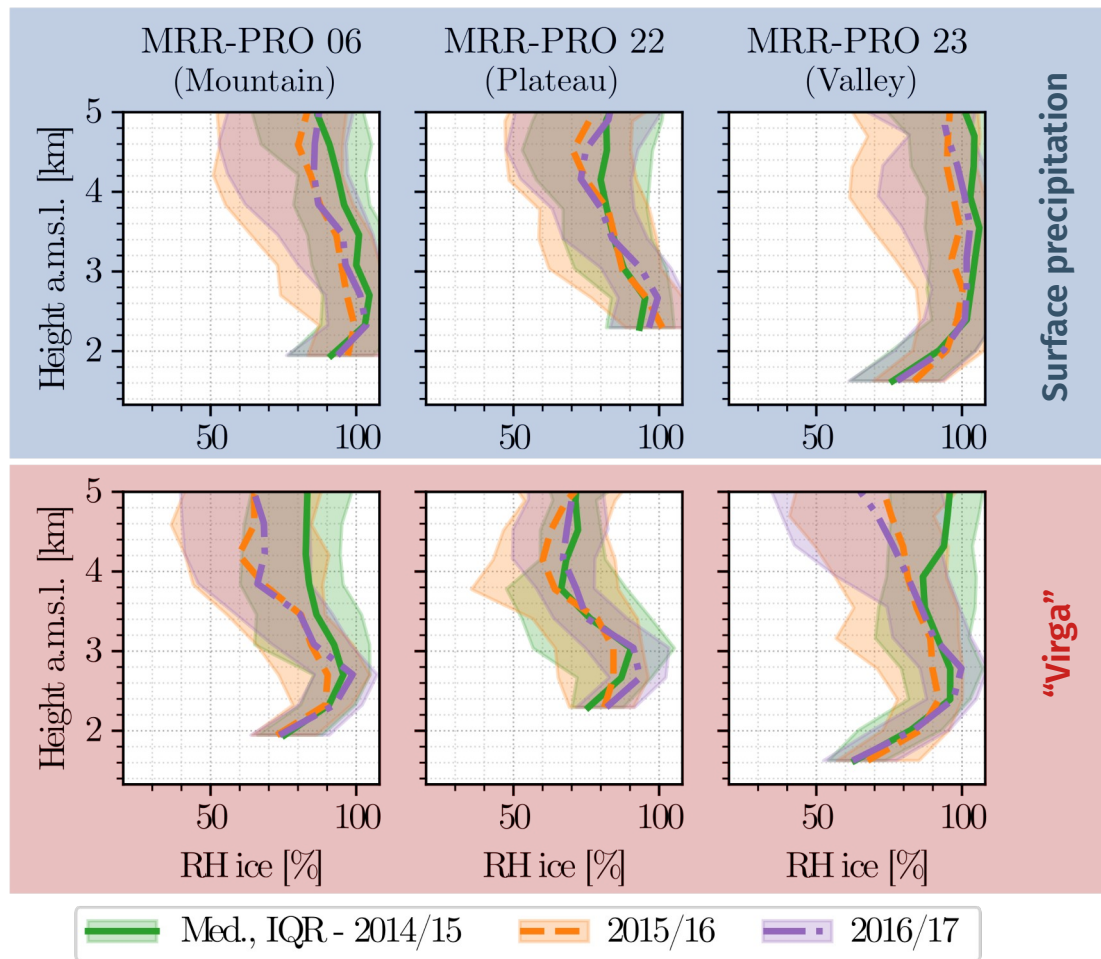 MRR-PRO 06
(Mountain)
MRR-PRO 22
(Plateau)
MRR-PRO 23
(Valley)
Height a.m.s.l. [km]
5
4
3
2
50
100
50
100
50
100
Surface precipitation
Height a.m.s.l. [km]
5
4
3
2
50
100
50
100
50
100
RH ice [%]
RH ice [%]
RH ice [%]
“Virga”
Med., IQR - 2014/15
2015/16
2016/17